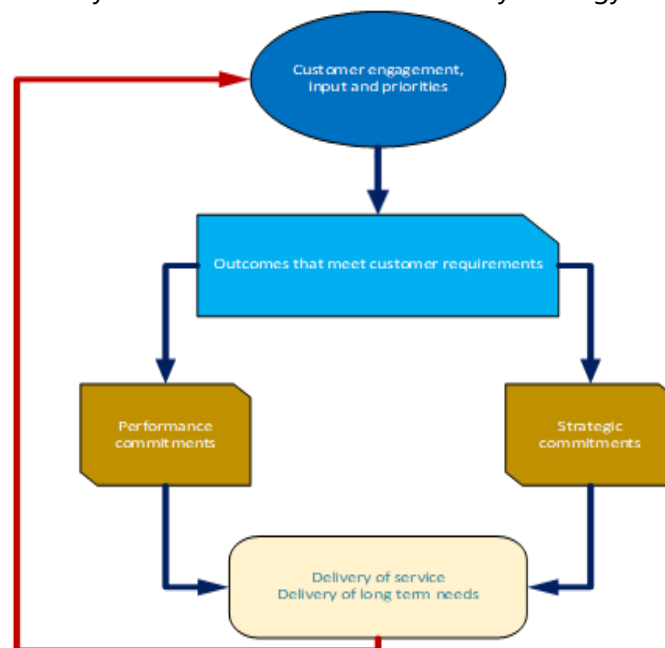 Customer engagement,
input and priorities
Outcomes that meet customer requirements
Performance
commitments
Strategic
commitments
Delivery of service
Delivery of long term needs